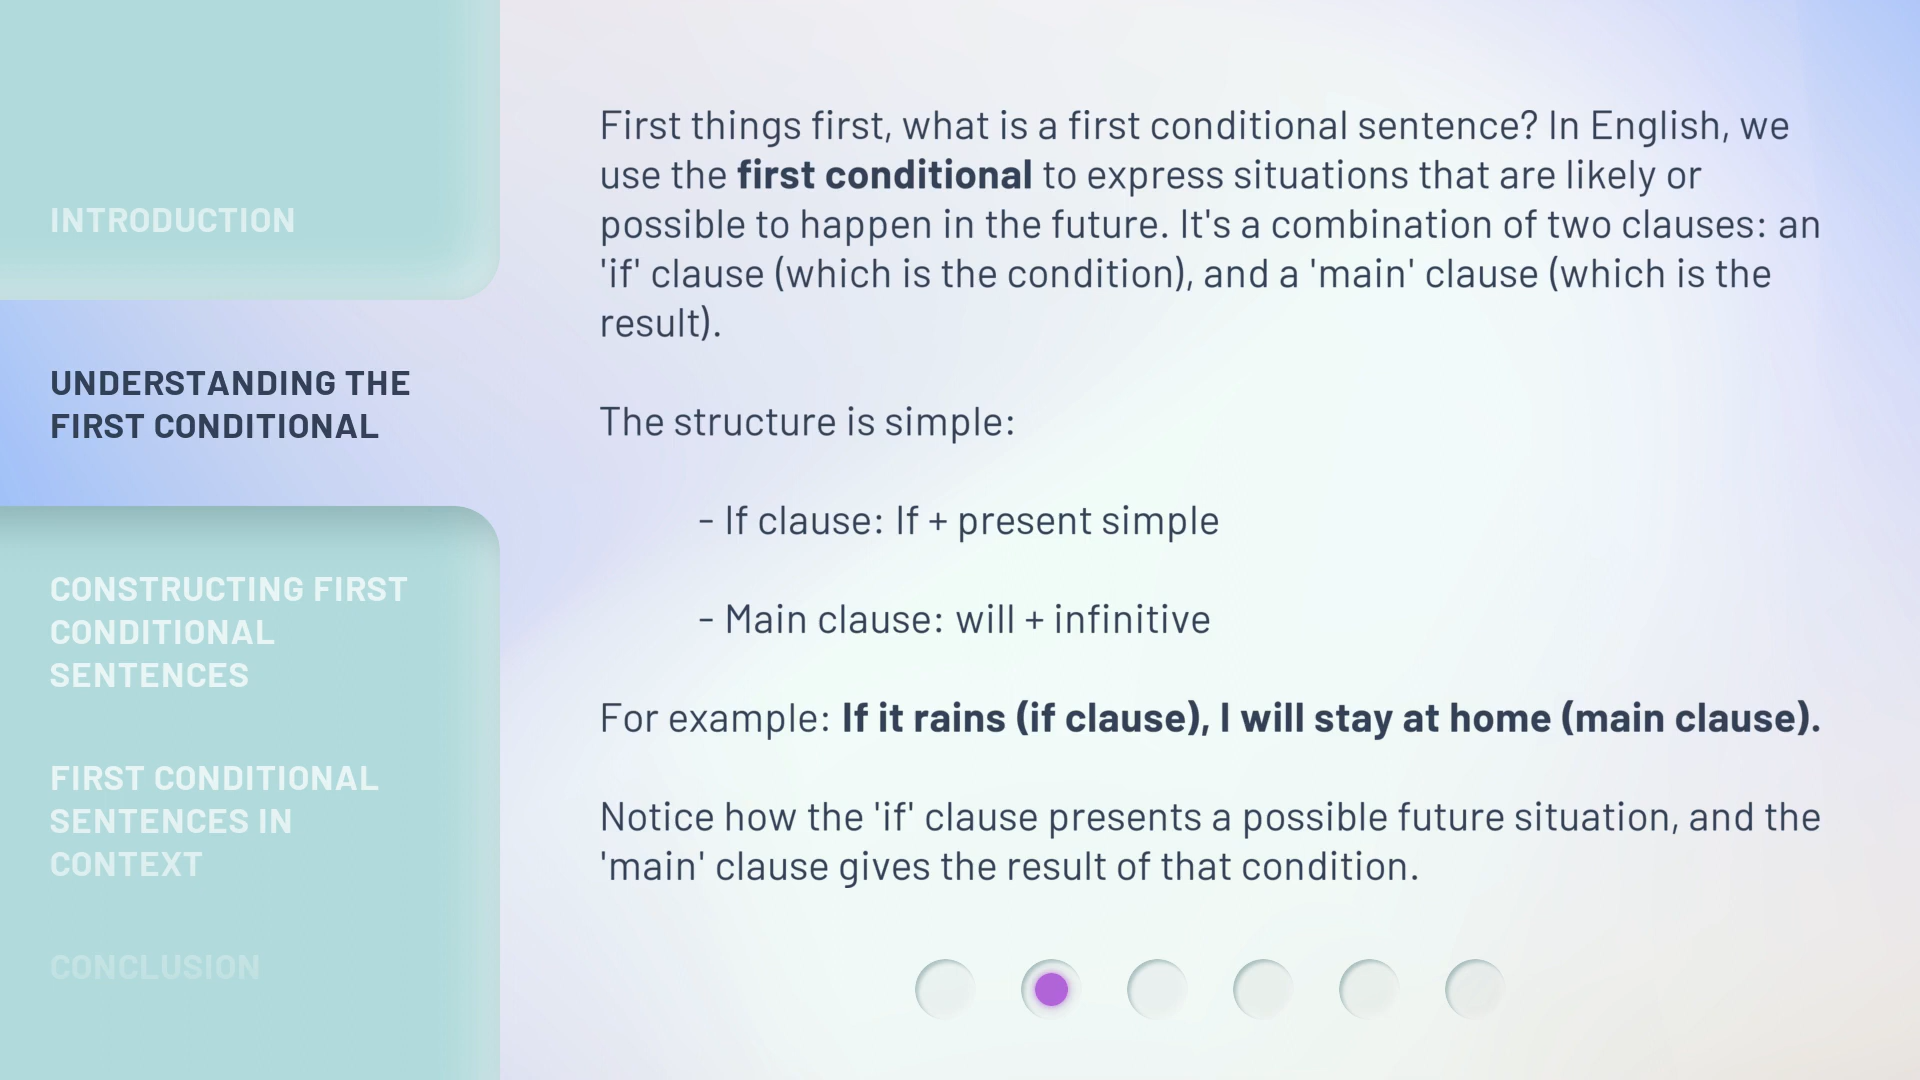 INTRODUCTION
UNDERSTANDING THE
FIRST CONDITIONAL
CONSTRUCTING FIRST
CONDITIONAL
SENTENCES
FIRST CONDITIONAL
SENTENCES IN
CONTEXT
CONCLUSION
First things first, what is a first conditional sentence? In English, we
use the first conditional to express situations that are likely or
possible to happen in the future. It's a combination of two clauses: an
'if' clause (which is the condition), and a 'main' clause (which is the
result).
The structure is simple:
- If clause: If + present simple
- Main clause: will + infinitive
For example: If it rains (if clause), I will stay at home (main clause).
Notice how the 'if' clause presents a possible future situation, and the
'main' clause gives the result of that condition.